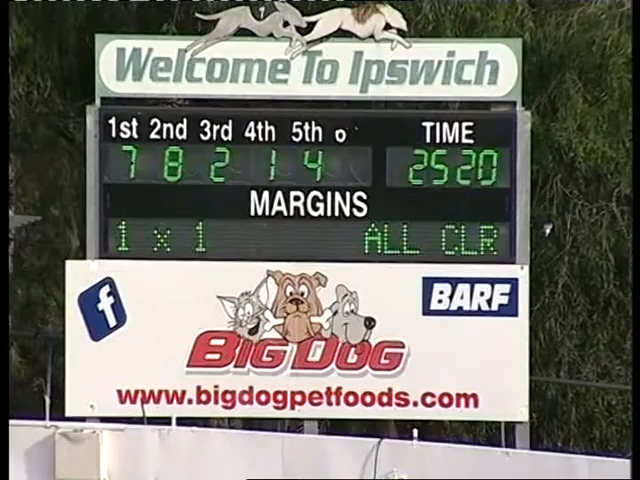 Welcome To Ipswich
1st 2nd 3rd 4th 5th TIME
7 8 2 1 4 2520
MARGINS
1 x 1 ALL CLR
f
BARF
BIG DOG
www.bigdogpetfoods.com